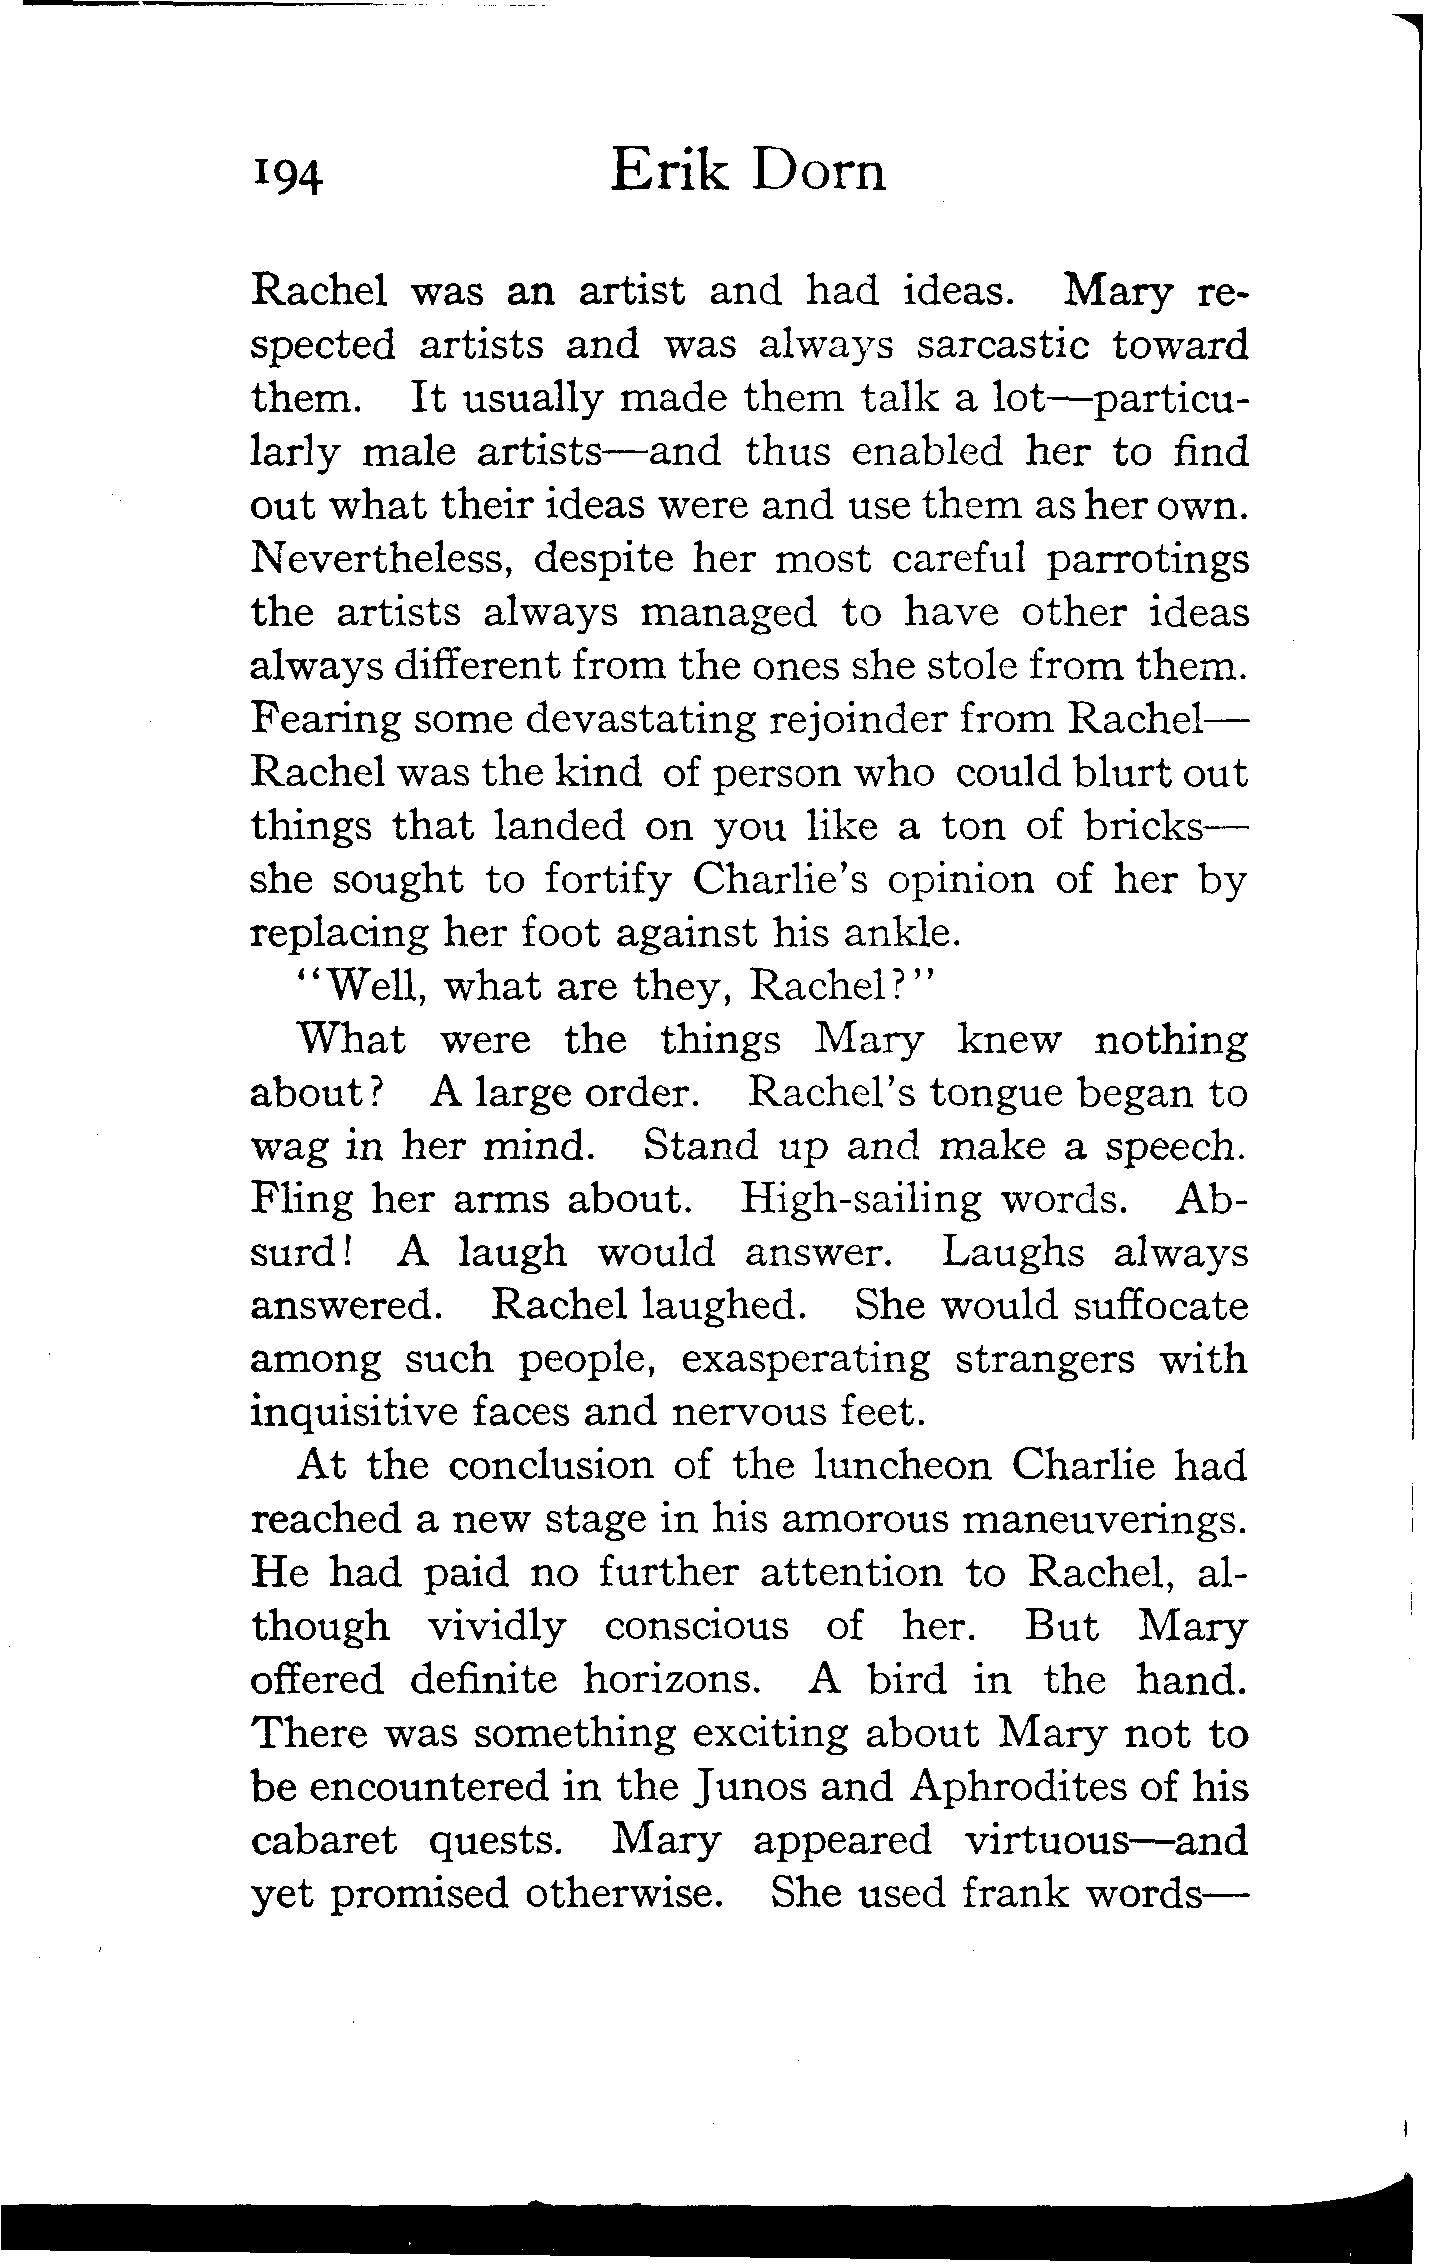 194 Erik Dorn
Rachel was an artist and had ideas. Mary re-
spected artists and was always sarcastic toward
them. It usually made them talk a lot—particu-
larly male artists—and thus enabled her to find
out what their ideas were and use them as her own.
Nevertheless, despite her most careful parrotings
the artists always managed to have other ideas
always different from the ones she stole from them.
Fearing some devastating rejoinder from Rachel—
Rachel was the kind of person who could blurt out
things that landed on you like a ton of bricks—
she sought to fortify Charlie's opinion of her by
replacing her foot against his ankle.
"Well, what are they, Rachel?"
What were the things Mary knew nothing
about? A large order. Rachel's tongue began to
wag in her mind. Stand up and make a speech.
Fling her arms about. High-sailing words. Ab-
surd! A laugh would answer. Laughs always
answered. Rachel laughed. She would suffocate
among such people, exasperating strangers with
inquisitive faces and nervous feet.
At the conclusion of the luncheon Charlie had
reached a new stage in his amorous maneuverings.
He had paid no further attention to Rachel, al-
though vividly conscious of her. But Mary
offered definite horizons. A bird in the hand.
There was something exciting about Mary not to
be encountered in the Junos and Aphrodites of his
cabaret quests. Mary appeared virtuous—and
yet promised otherwise. She used frank words—